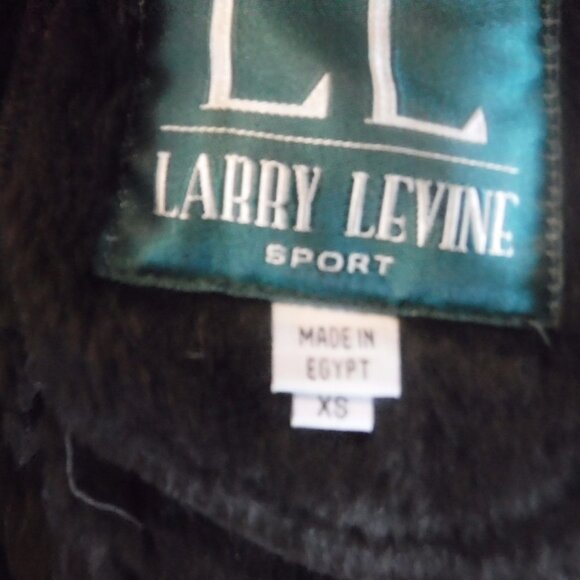 LL
LARRY LEVINE
SPORT
MADE IN
EGYPT
XS